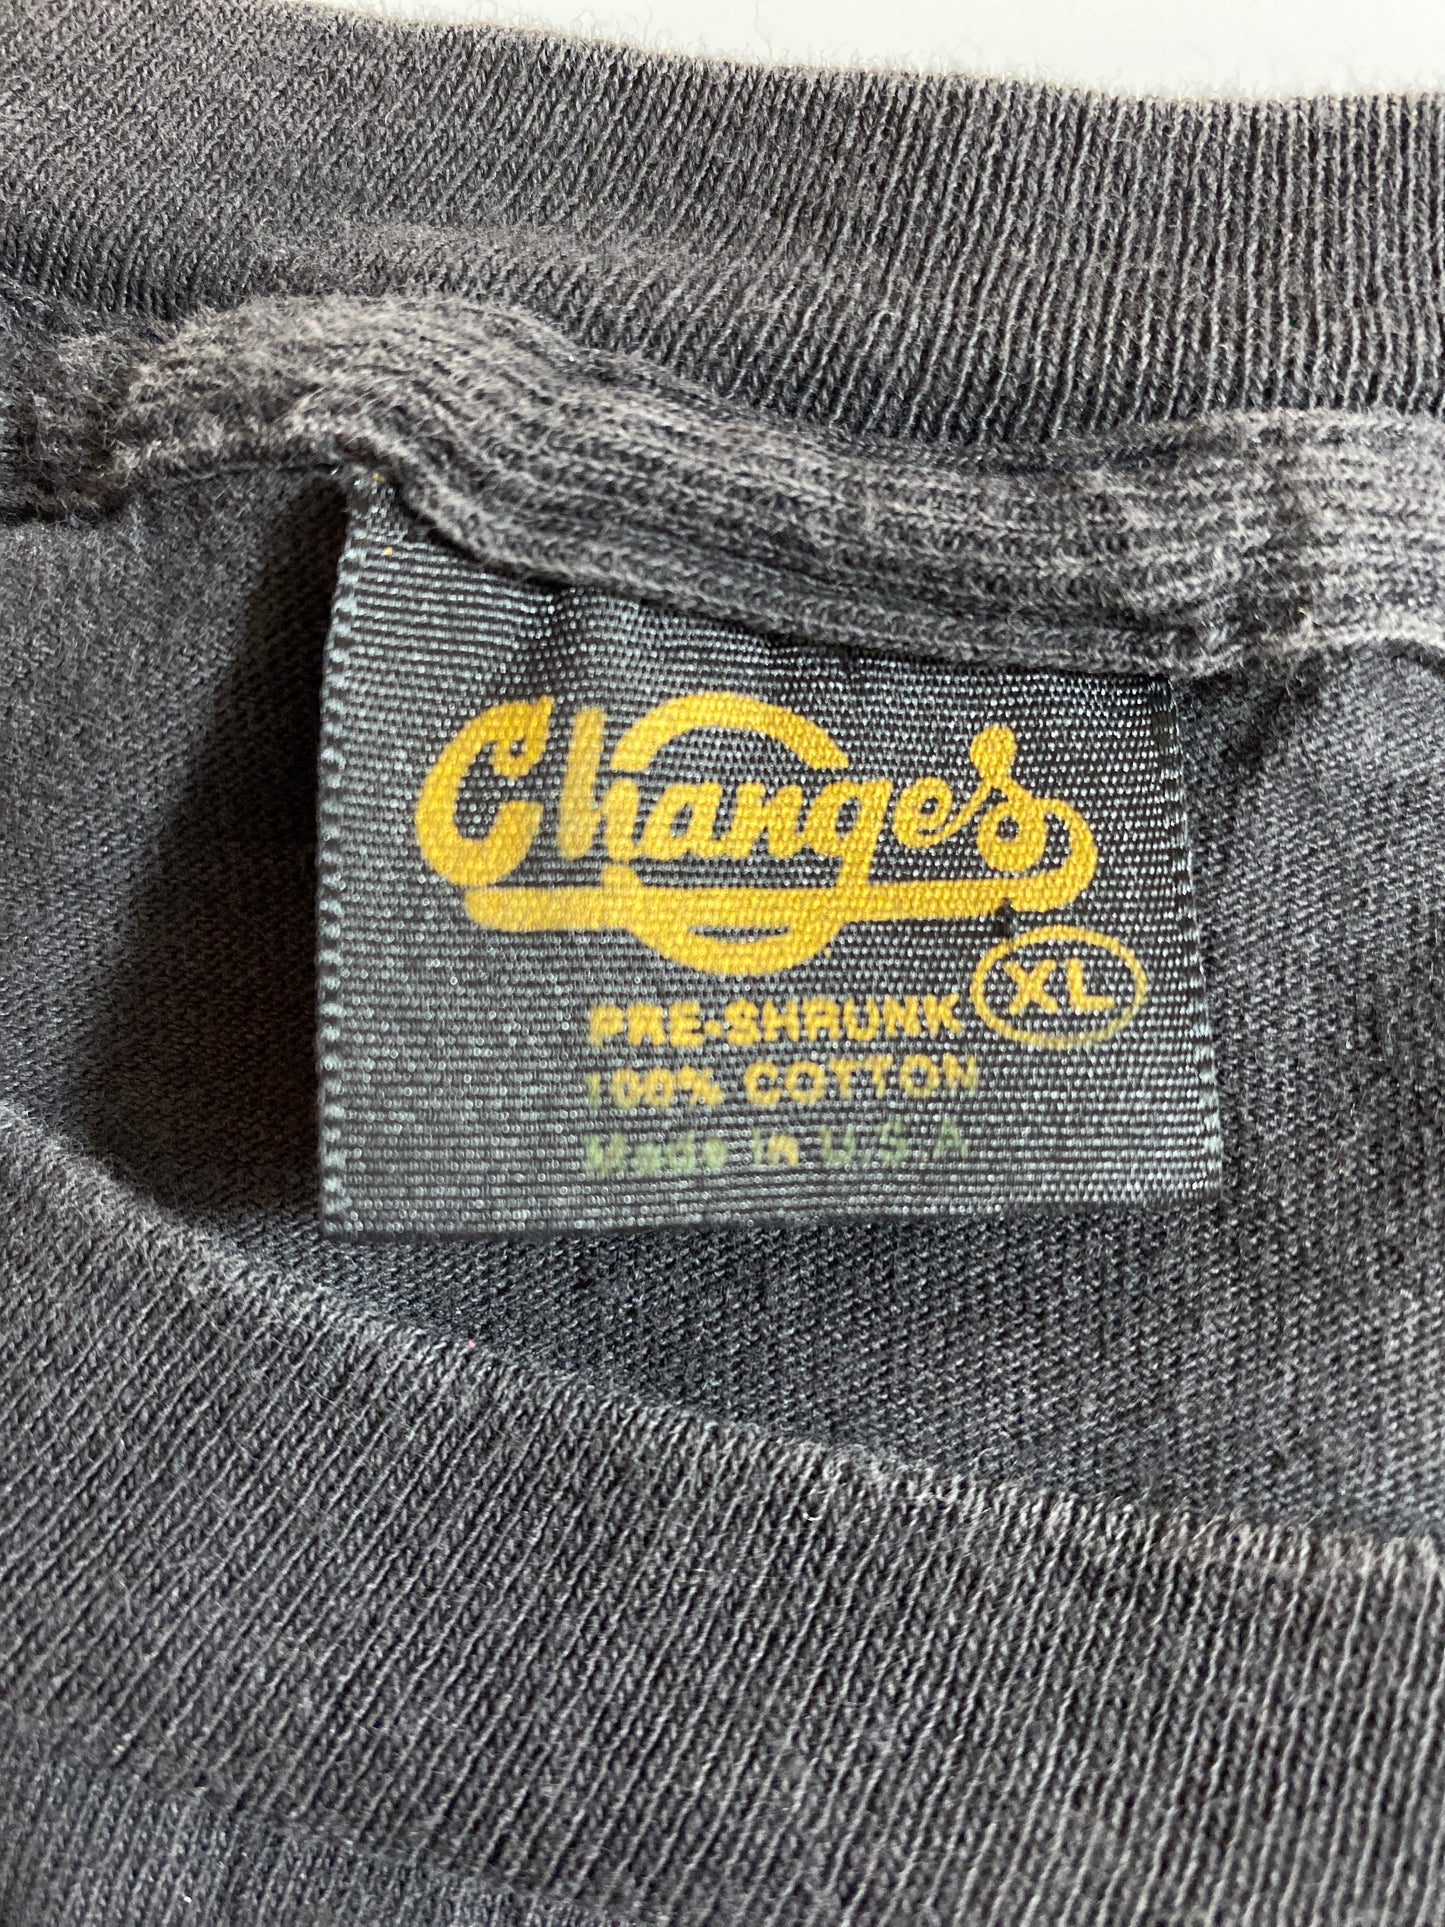 Changes
XL
PRE-SHRUNK
100% COTTON
Made in U.S.A